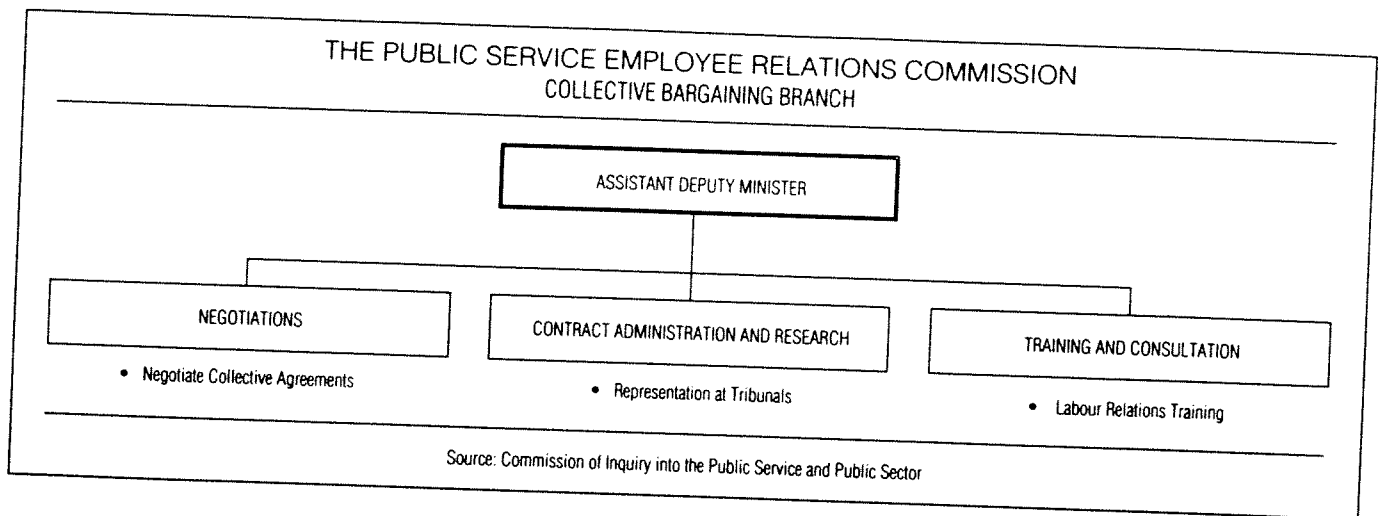 THE PUBLIC SERVICE EMPLOYEE RELATIONS COMMISSION
COLLECTIVE BARGAINING BRANCH
ASSISTANT DEPUTY MINISTER
NEGOTIATIONS
• Negotiate Collective Agreements
CONTRACT ADMINISTRATION AND RESEARCH
• Representation at Tribunals
TRAINING AND CONSULTATION
• Labour Relations Training
Source: Commission of Inquiry into the Public Service and Public Sector